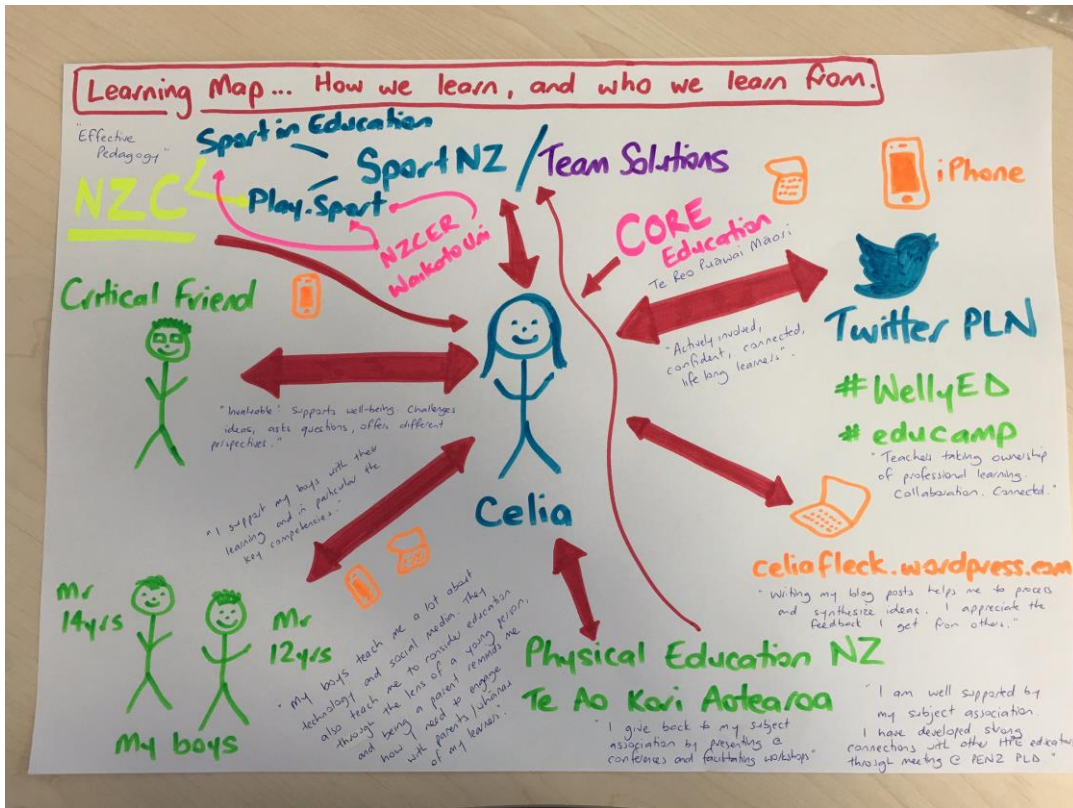 Learning Map... How we learn, and who we learn from.
"Effective
Pedagogy"
Sport in Education
Sport NZ / Team Solutions
NZC
Play.Sport
NZCER
Waikato Uni
CORE
Education
Te Reo Puawai Maori
iPhone
Critical Friend
Twitter PLN
"Actively involved,
confident, connected,
life long learners".
#WellyED
# educamp
"Teachers taking ownership
of professional learning.
Collaboration. Connected."
"Invaluable" Supports well-being. Challenges
ideas, asks questions, offers different
perspectives."
"I support my boys with their
learning and in particular the
key competencies."
Celia
celiafleck.wordpress.com
"Writing my blog posts helps me to process
and synthesize ideas. I appreciate the
feedback I get from others."
Mr
14yrs
Mr
12yrs
My boys
"My boys teach me a lot about
technology and social media. They
also teach me to consider education
through the lens of a young person,
and being a parent reminds me
how I need to engage
with parents/whanau
of my learners."
Physical Education NZ
Te Ao Kori Aotearoa
"I give back to my subject
association by presenting @
conferences and facilitating workshops"
"I am well supported by
my subject association.
I have developed strong
connections with other HPE educators
through meeting @ PENZ PLD"